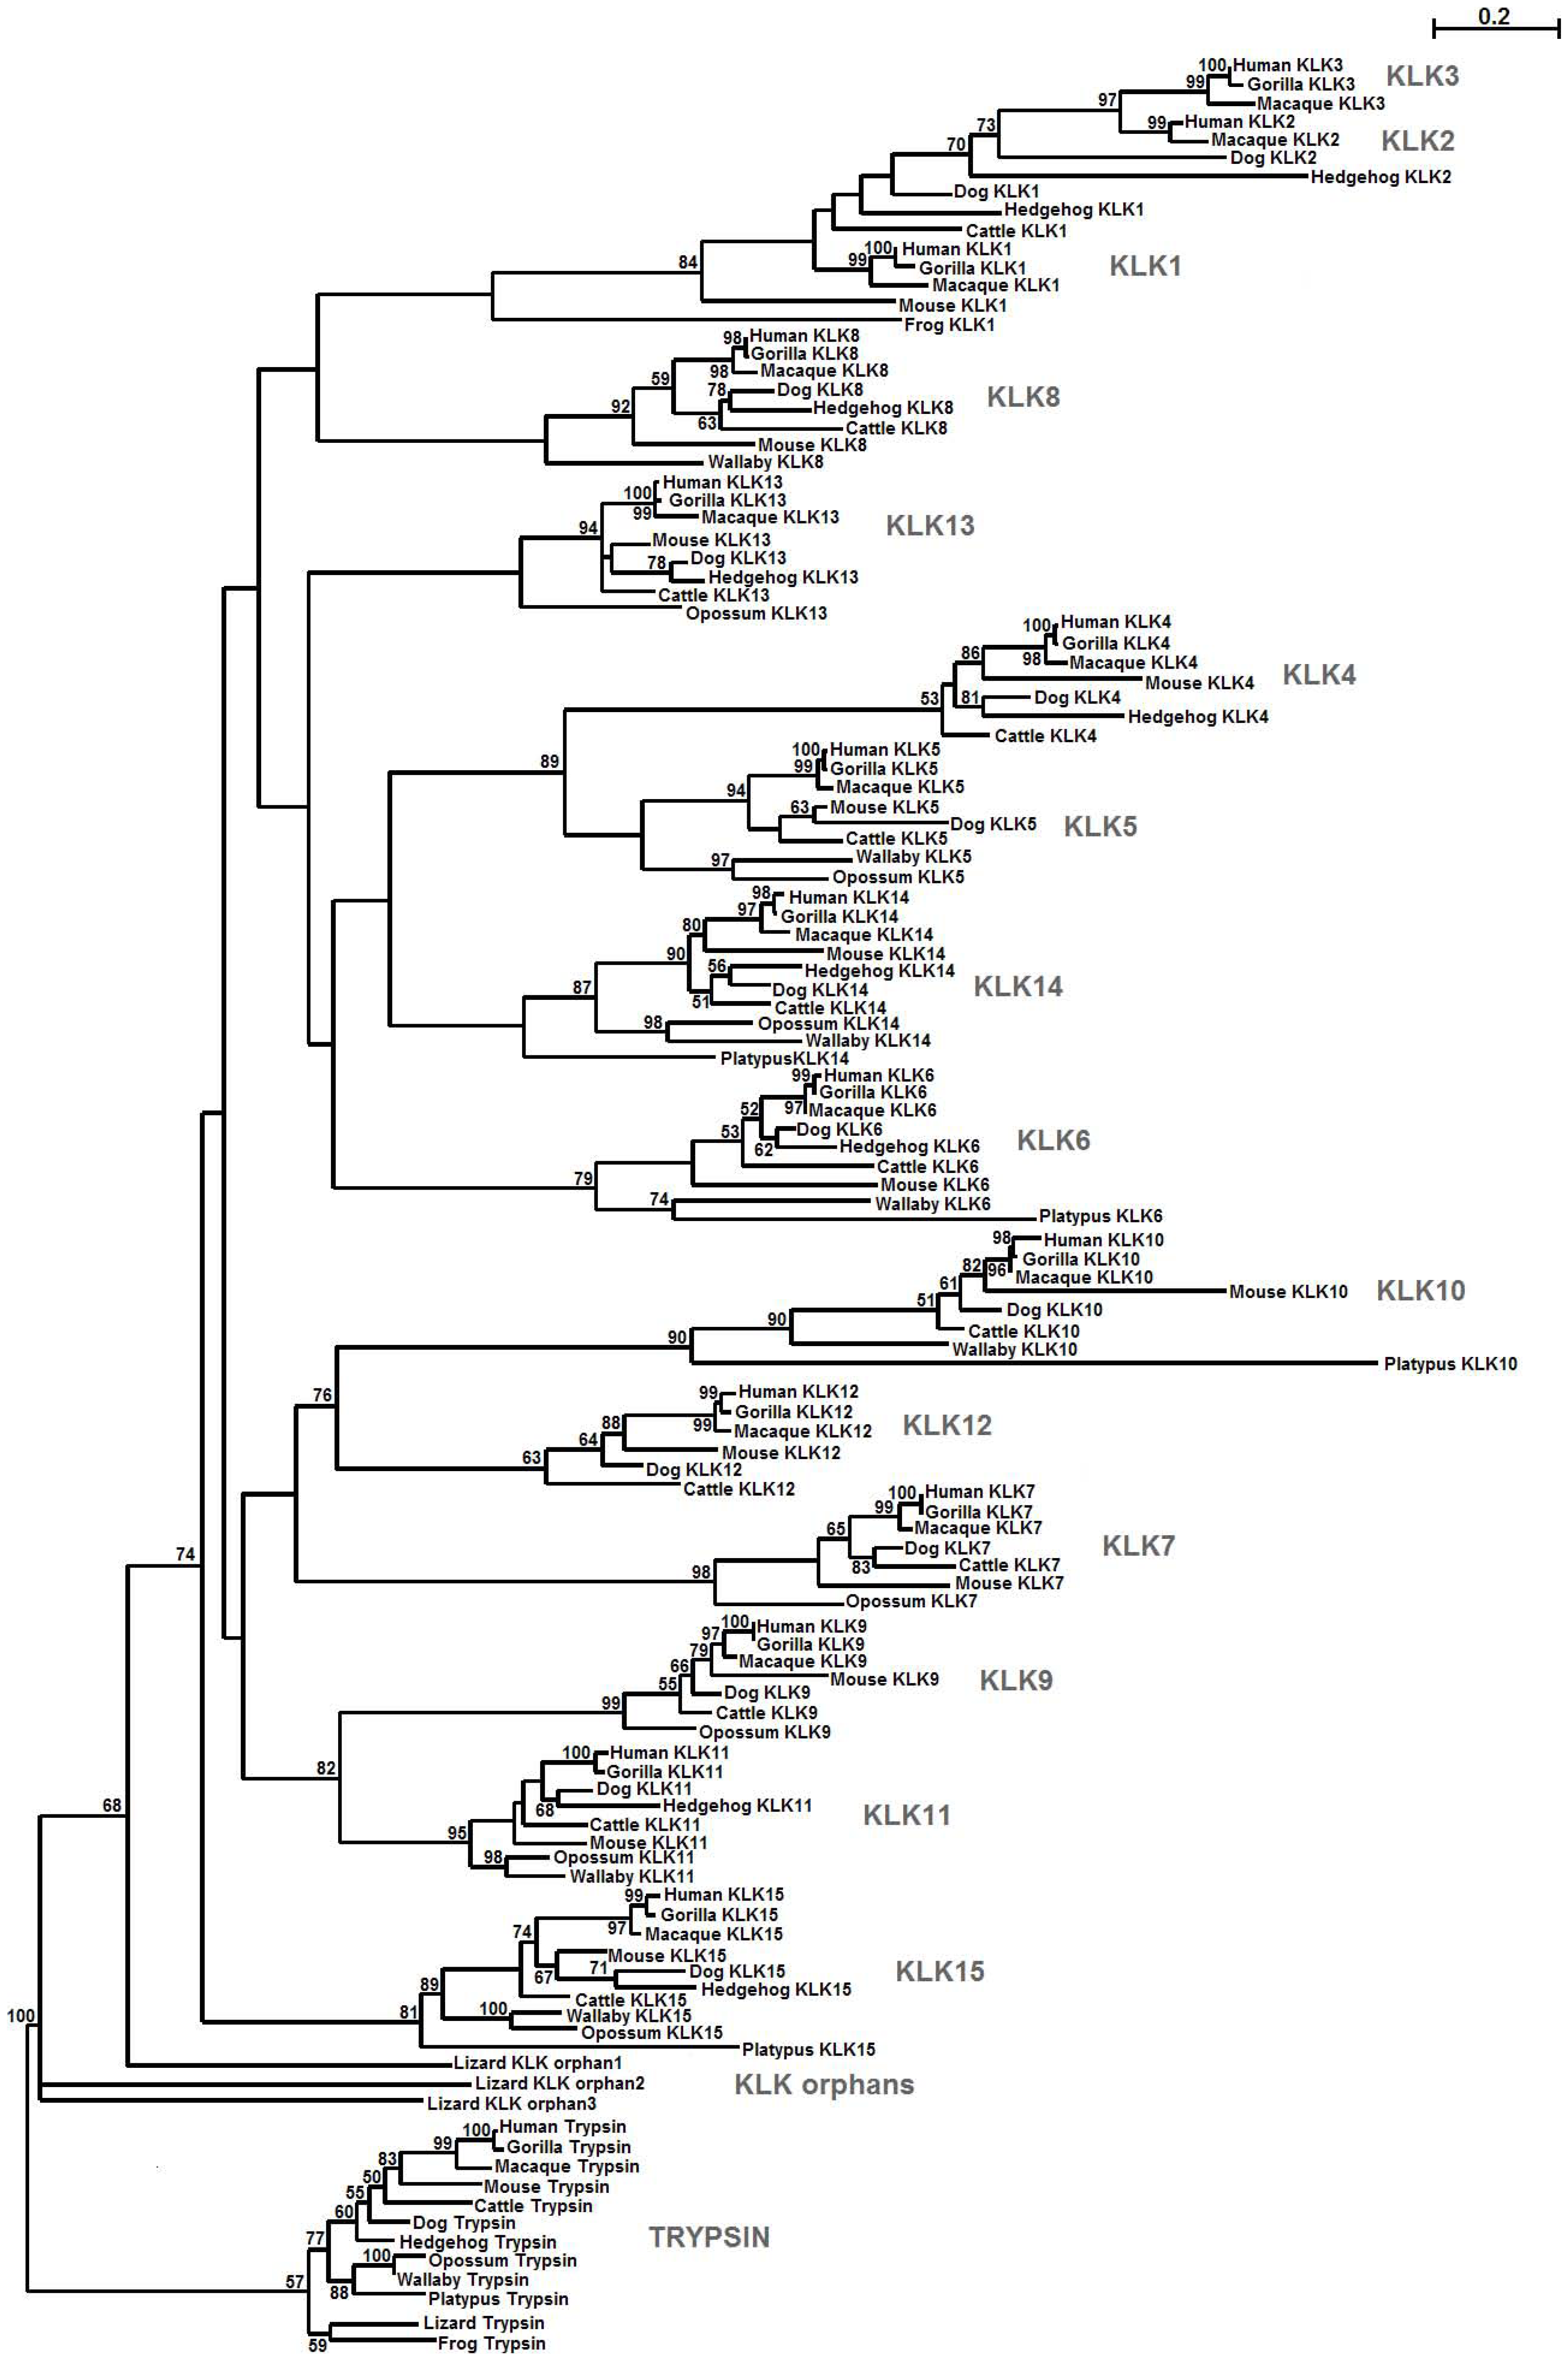 0.2
100 Human KLK3
99 Gorilla KLK3
KLK3
97 Macaque KLK3
99 Human KLK2
73 Macaque KLK2
KLK2
70 Dog KLK2
Hedgehog KLK2
Dog KLK1
Hedgehog KLK1
Cattle KLK1
100 Human KLK1
99 Gorilla KLK1
KLK1
84 Macaque KLK1
Mouse KLK1
Frog KLK1
98 Human KLK8
Gorilla KLK8
98 Macaque KLK8
59 78 Dog KLK8
KLK8
92 Hedgehog KLK8
63 Cattle KLK8
Mouse KLK8
Wallaby KLK8
Human KLK13
100 Gorilla KLK13
99 Macaque KLK13
KLK13
94 Mouse KLK13
78 Dog KLK13
Hedgehog KLK13
Cattle KLK13
Opossum KLK13
100 Human KLK4
Gorilla KLK4
86 98 Macaque KLK4
KLK4
Mouse KLK4
53 81 Dog KLK4
Hedgehog KLK4
Cattle KLK4
100 Human KLK5
89 99 Gorilla KLK5
94 Macaque KLK5
63 Mouse KLK5
Dog KLK5
KLK5
Cattle KLK5
97 Wallaby KLK5
Opossum KLK5
98 Human KLK14
97 Gorilla KLK14
80 Macaque KLK14
90 Mouse KLK14
56 Hedgehog KLK14
KLK14
87 Dog KLK14
51 Cattle KLK14
98 Opossum KLK14
Wallaby KLK14
PlatypusKLK14
99 Human KLK6
Gorilla KLK6
52 97 Macaque KLK6
53 Dog KLK6
KLK6
62 Hedgehog KLK6
Cattle KLK6
79 Mouse KLK6
74 Wallaby KLK6
Platypus KLK6
98 Human KLK10
Gorilla KLK10
82 96 Macaque KLK10
61 Mouse KLK10
KLK10
51 Dog KLK10
90 Cattle KLK10
90 Wallaby KLK10
Platypus KLK10
76 99 Human KLK12
Gorilla KLK12
88 99 Macaque KLK12
KLK12
64 Mouse KLK12
63 Dog KLK12
Cattle KLK12
100 Human KLK7
99 Gorilla KLK7
65 Macaque KLK7
Dog KLK7
KLK7
74 83 Cattle KLK7
98 Mouse KLK7
Opossum KLK7
100 Human KLK9
97 Gorilla KLK9
79 Macaque KLK9
66 Mouse KLK9
KLK9
55 Dog KLK9
99 Cattle KLK9
Opossum KLK9
100 Human KLK11
82 Gorilla KLK11
Dog KLK11
68 68 Hedgehog KLK11
KLK11
95 Cattle KLK11
Mouse KLK11
98 Opossum KLK11
Wallaby KLK11
99 Human KLK15
Gorilla KLK15
74 97 Macaque KLK15
Mouse KLK15
67 71 Dog KLK15
KLK15
89 Hedgehog KLK15
Cattle KLK15
100 81 100 Wallaby KLK15
Opossum KLK15
Platypus KLK15
Lizard KLK orphan1
Lizard KLK orphan2
KLK orphans
Lizard KLK orphan3
100 Human Trypsin
99 Gorilla Trypsin
83 Macaque Trypsin
50 Mouse Trypsin
55 Cattle Trypsin
60 Dog Trypsin
77 Hedgehog Trypsin
TRYPSIN
100 Opossum Trypsin
57 Wallaby Trypsin
88 Platypus Trypsin
Lizard Trypsin
59 Frog Trypsin